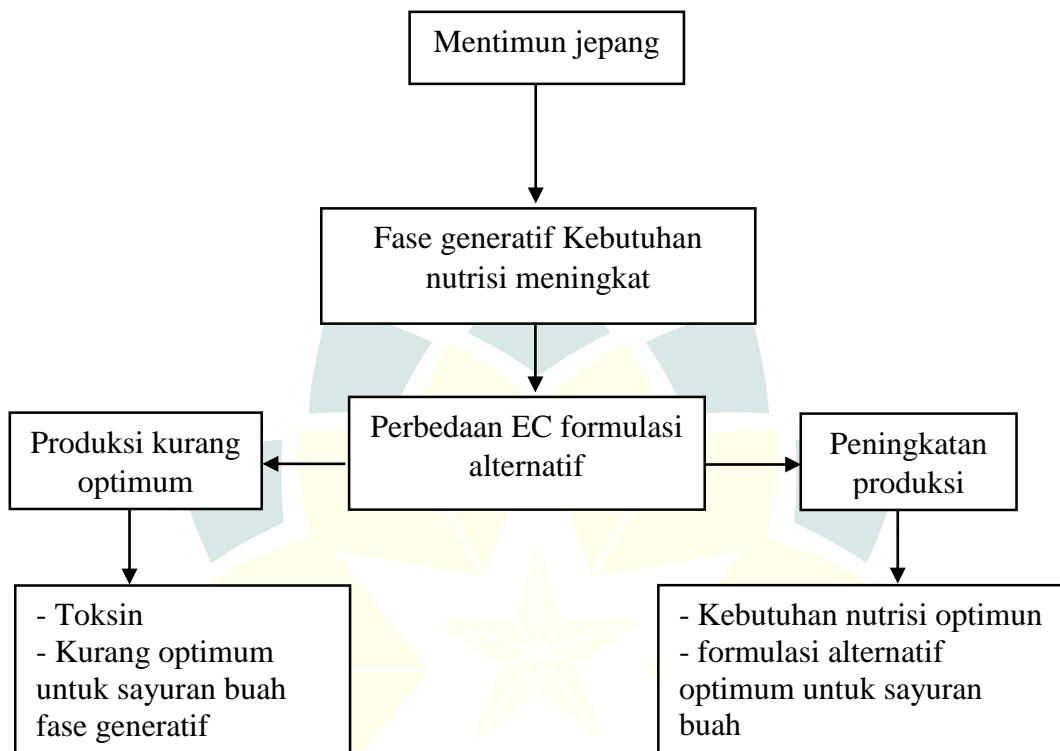 Mentimun jepang
Fase generatif Kebutuhan
nutrisi meningkat
Perbedaan EC formulasi
alternatif
Produksi kurang
optimum
Peningkatan
produksi
- Toksin
- Kurang optimum
untuk sayuran buah
fase generatif
- Kebutuhan nutrisi optimun
- formulasi alternatif
optimum untuk sayuran
buah